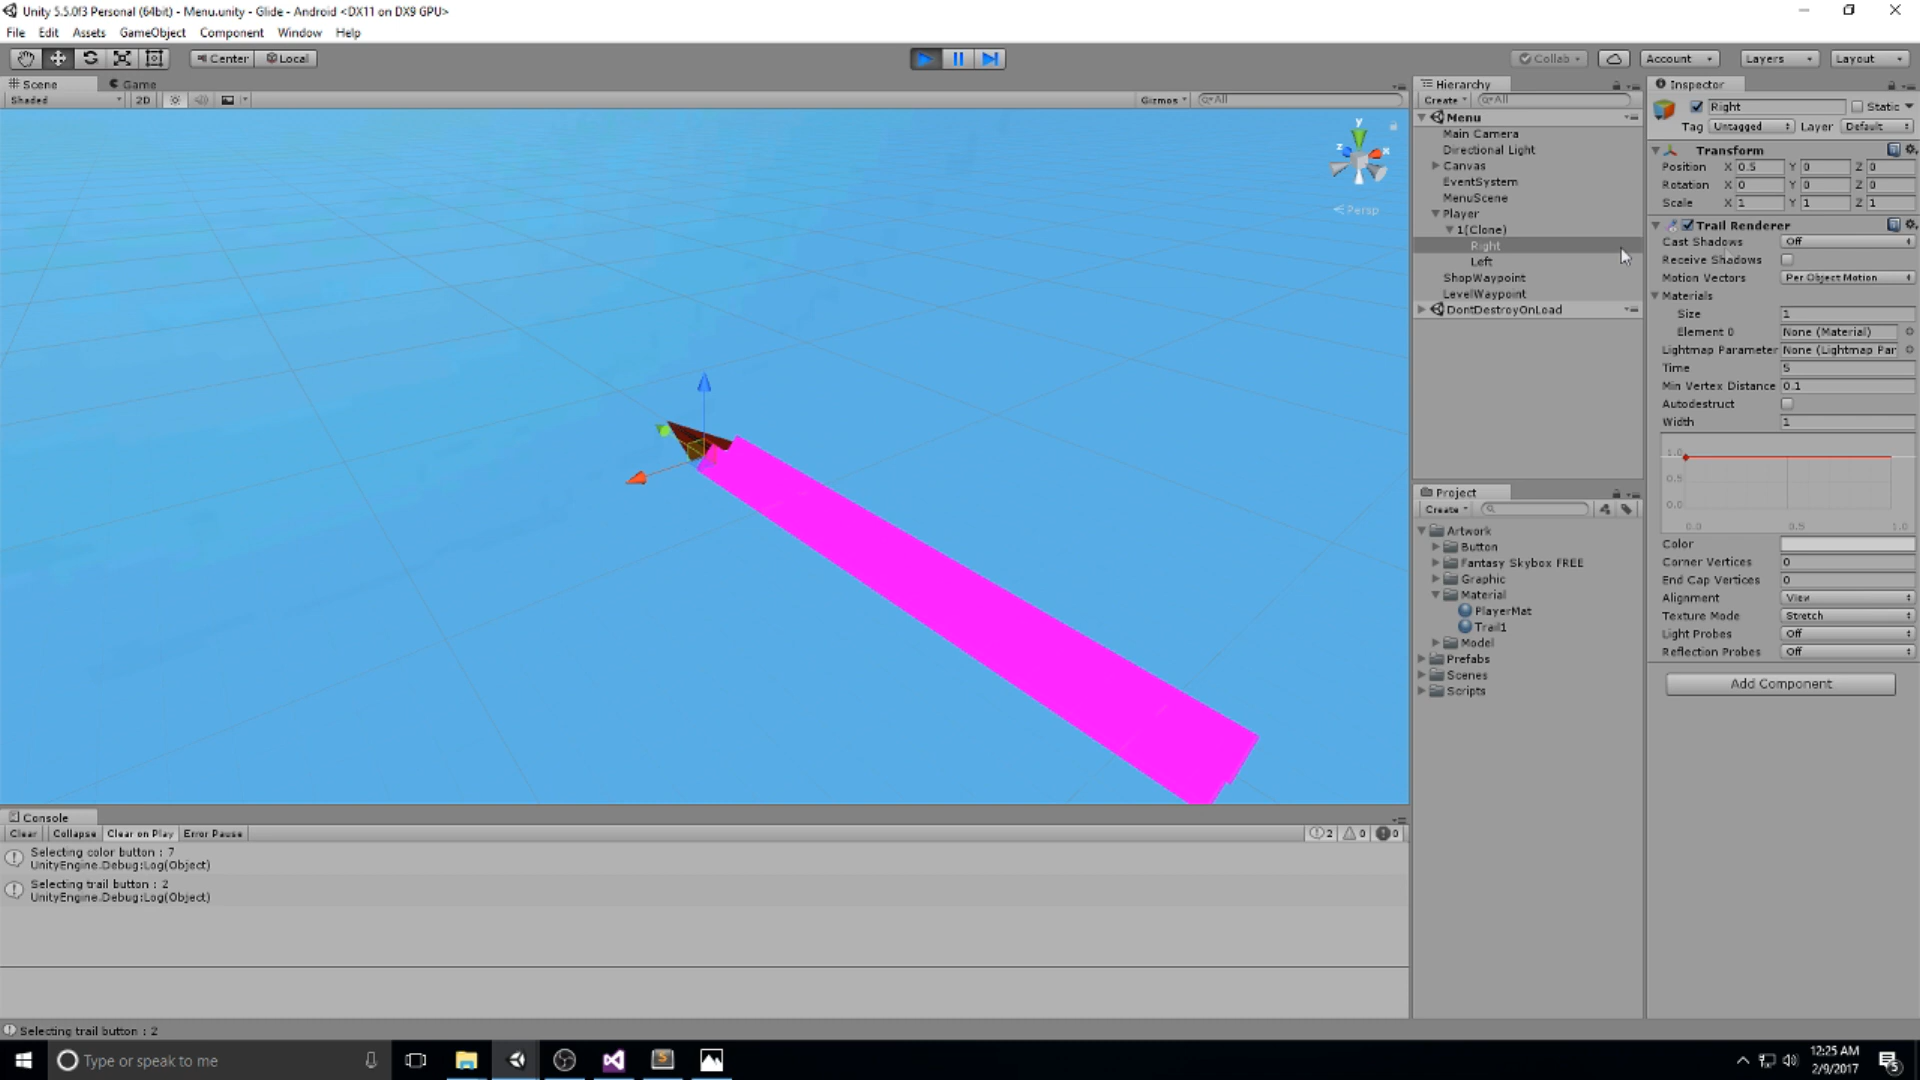 Unity 5.5.0f3 Personal (64bit) - Menu.unity - Glide - Android <DX11 on DX9 GPU>
File Edit Assets GameObject Component Window Help
Center Local Collab Account Layers Layout
Scene Game
Shaded 2D Gizmos All
y
z x
Persp
Hierarchy
Create All
Menu
Main Camera
Directional Light
Canvas
EventSystem
MenuScene
Player
1(Clone)
Right
Left
ShopWaypoint
LevelWaypoint
DontDestroyOnLoad
Project
Create
Artwork
Button
Fantasy Skybox FREE
Graphic
Material
PlayerMat
Trail1
Model
Prefabs
Scenes
Scripts
Inspector
Right Static
Tag Untagged Layer Default
Transform
Position X 0.5 Y 0 Z 0
Rotation X 0 Y 0 Z 0
Scale X 1 Y 1 Z 1
Trail Renderer
Cast Shadows Off
Receive Shadows
Motion Vectors Per Object Motion
Materials
Size 1
Element 0 None (Material)
Lightmap Parameter None (Lightmap Par
Time 5
Min Vertex Distance 0.1
Autodestruct
Width 1
1.0
0.5
0.0
0.0 0.5 1.0
Color
Corner Vertices 0
End Cap Vertices 0
Alignment View
Texture Mode Stretch
Light Probes Off
Reflection Probes Off
Add Component
Console
Clear Collapse Clear on Play Error Pause 2 0 0
Selecting color button : 7
UnityEngine.Debug:Log(Object)
Selecting trail button : 2
UnityEngine.Debug:Log(Object)
Selecting trail button : 2
Type or speak to me
12:25 AM
2/9/2017
5